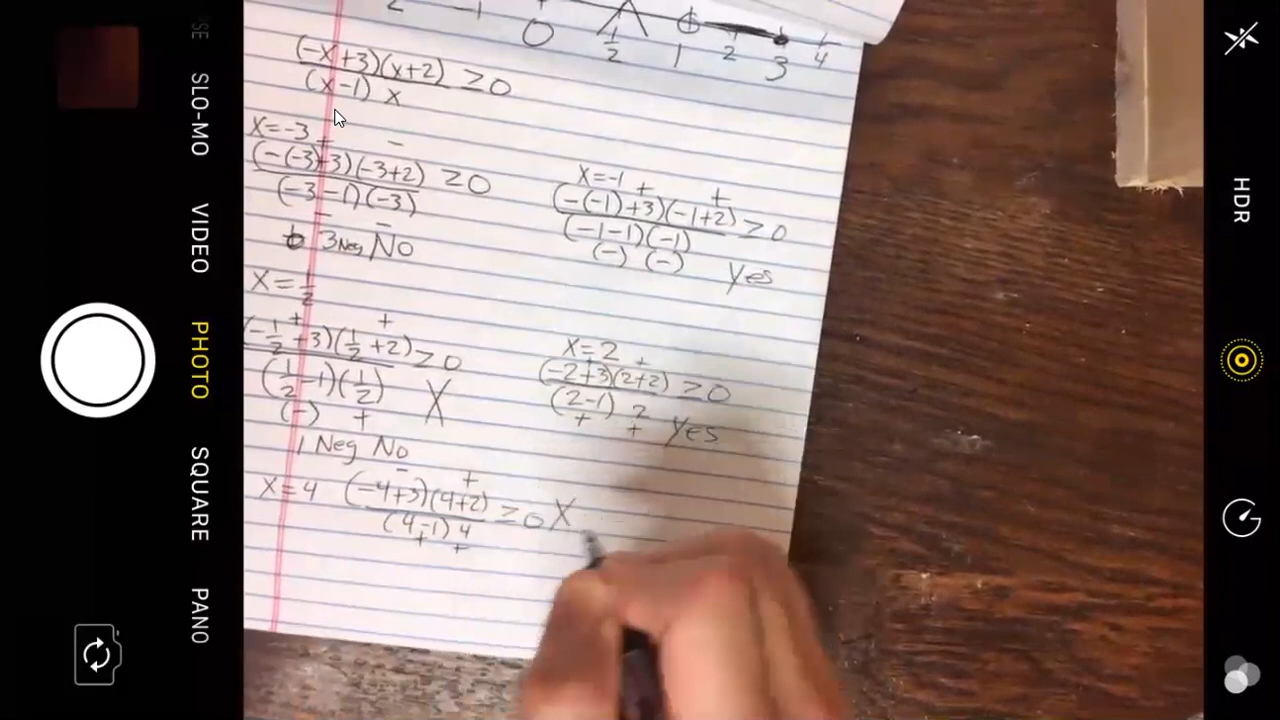 2 -1 0 1/2 1 2 3 4
(-x+3)(x+2) ≥0
(x-1) x
x=-3
+ -
(-(-3)+3)(-3+2) ≥0
(-3-1)(-3)
- -
3 Neg No
x=-1
+ +
(-(-1)+3)(-1+2) ≥0
(-1-1)(-1)
(-) (-) Yes
x=1/2
+ +
(-1/2+3)(1/2+2) ≥0
(1/2-1)(1/2) X
(-) +
1 Neg No
x=2
+ +
(-2+3)(2+2) ≥0
(2-1) 2
+ + Yes
- +
x=4 (-4+3)(4+2) ≥0 X
(4-1) 4
+ +
SE
SLO-MO
VIDEO
PHOTO
SQUARE
PANO
HDR